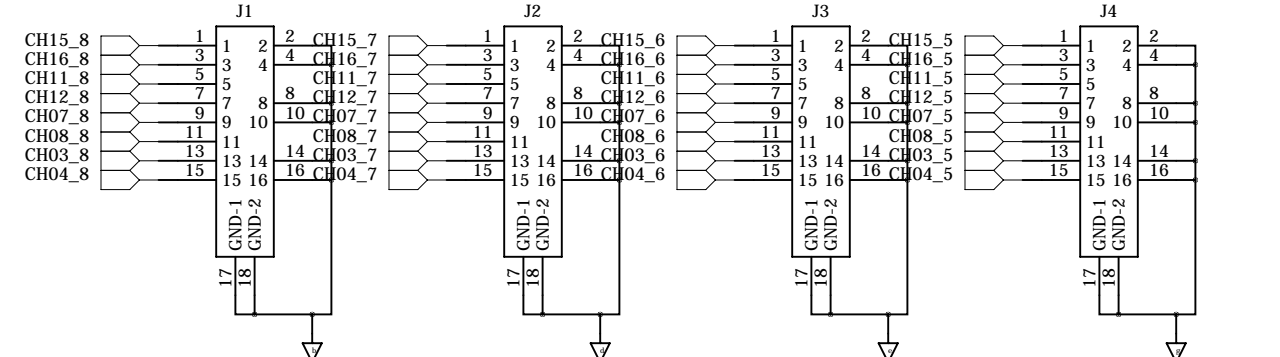 J1 J2 J3 J4
CH15_8 1 1 2 2 CH15_7 1 1 2 2 CH15_6 1 1 2 2 CH15_5 1 1 2 2
CH16_8 3 3 4 4 CH16_7 3 3 4 4 CH16_6 3 3 4 4 CH16_5 3 3 4 4
CH11_8 5 5 CH11_7 5 5 CH11_6 5 5 CH11_5 5 5
CH12_8 7 7 8 8 CH12_7 7 7 8 8 CH12_6 7 7 8 8 CH12_5 7 7 8 8
CH07_8 9 9 10 10 CH07_7 9 9 10 10 CH07_6 9 9 10 10 CH07_5 9 9 10 10
CH08_8 11 11 CH08_7 11 11 CH08_6 11 11 CH08_5 11 11
CH03_8 13 13 14 14 CH03_7 13 13 14 14 CH03_6 13 13 14 14 CH03_5 13 13 14 14
CH04_8 15 15 16 16 CH04_7 15 15 16 16 CH04_6 15 15 16 16 CH04_5 15 15 16 16
GND-1 GND-2 GND-1 GND-2 GND-1 GND-2 GND-1 GND-2
17 18 17 18 17 18 17 18